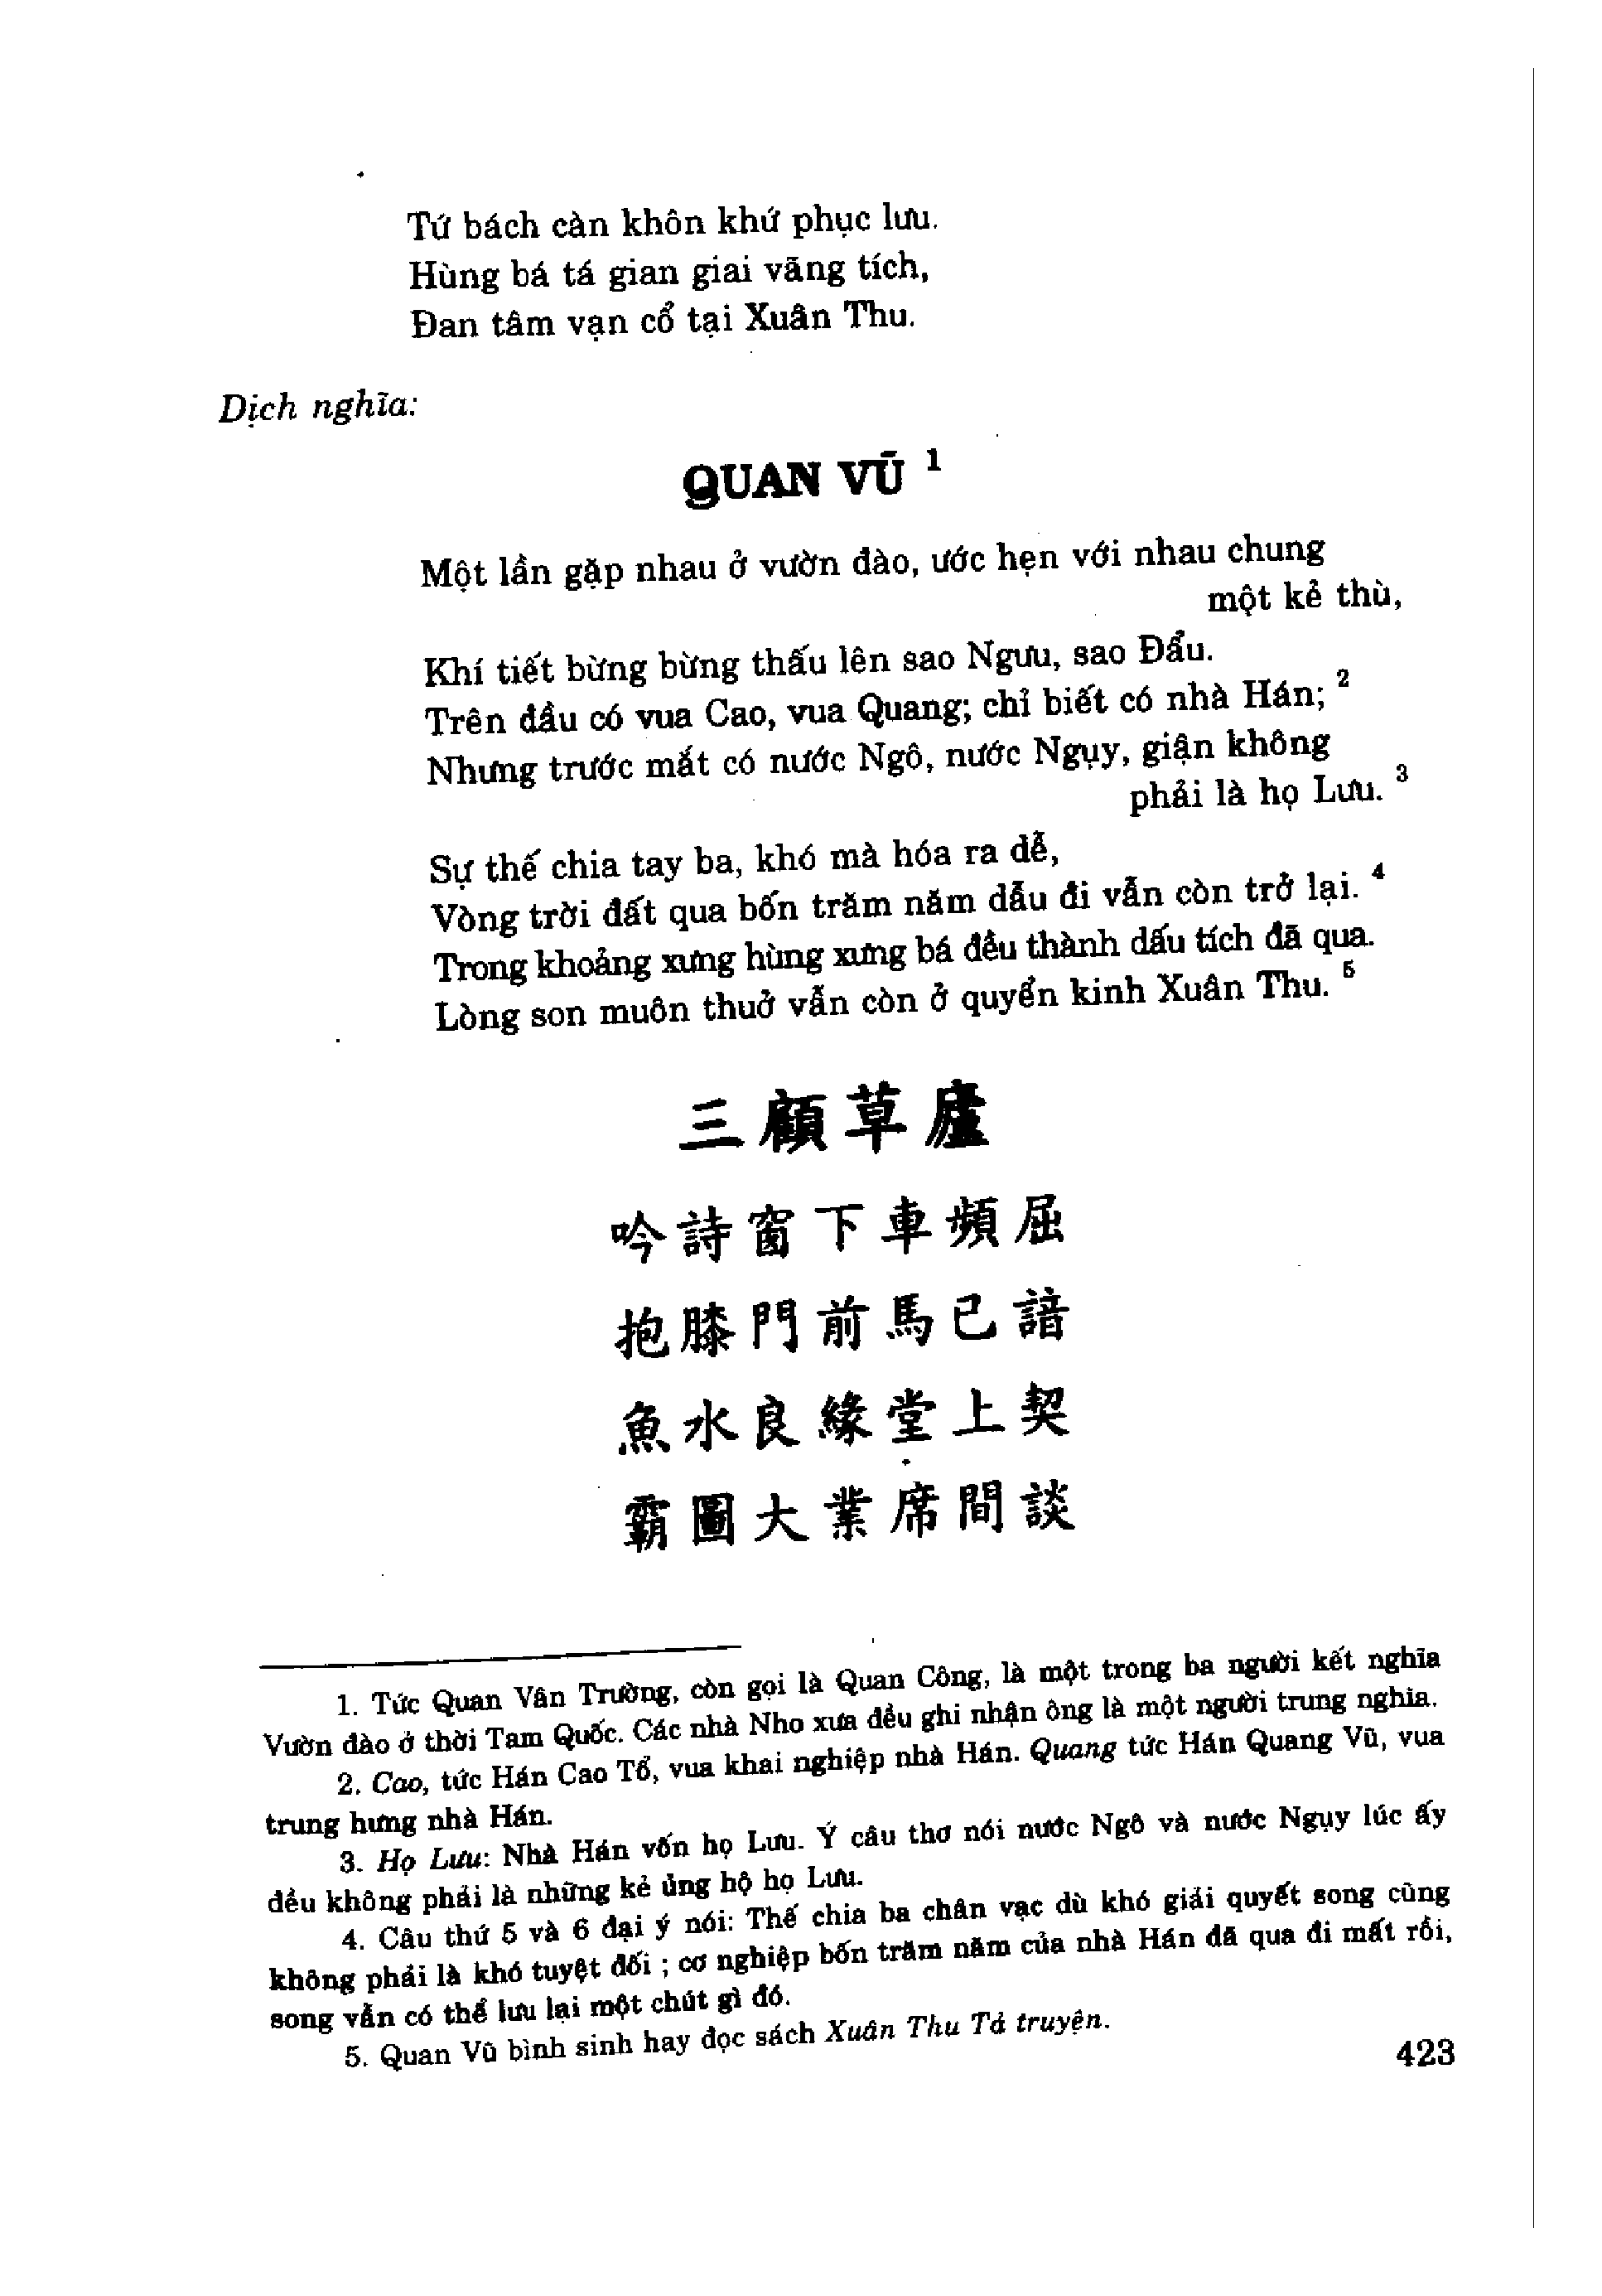 Tứ bách càn khôn khứ phục lưu.
Hùng bá tá gian giai vãng tích,
Đan tâm vạn cổ tại Xuân Thu.
Dịch nghĩa:
QUAN VŨ 1
Một lần gặp nhau ở vườn đào, ước hẹn với nhau chung
một kẻ thù,
Khí tiết bừng bừng thấu lên sao Ngưu, sao Đẩu.
Trên đầu có vua Cao, vua Quang; chỉ biết có nhà Hán; 2
Nhưng trước mắt có nước Ngô, nước Ngụy, giận không
phải là họ Lưu. 3
Sự thế chia tay ba, khó mà hóa ra dễ,
Vòng trời đất qua bốn trăm năm dẫu đi vẫn còn trở lại. 4
Trong khoảng xưng hùng xưng bá đều thành dấu tích đã qua.
Lòng son muôn thuở vẫn còn ở quyển kinh Xuân Thu. 5
三顧草廬
吟詩窗下車頻屈
抱膝門前馬已諳
魚水良緣堂上契
霸圖大業席間談
1. Tức Quan Vân Trường, còn gọi là Quan Công, là một trong ba người kết nghĩa
Vườn đào ở thời Tam Quốc. Các nhà Nho xưa đều ghi nhận ông là một người trung nghĩa.
2. Cao, tức Hán Cao Tổ, vua khai nghiệp nhà Hán. Quang tức Hán Quang Vũ, vua
trung hưng nhà Hán.
3. Họ Lưu: Nhà Hán vốn họ Lưu. Ý câu thơ nói nước Ngô và nước Ngụy lúc ấy
đều không phải là những kẻ ủng hộ họ Lưu.
4. Câu thứ 5 và 6 đại ý nói: Thế chia ba chân vạc dù khó giải quyết song cũng
không phải là khó tuyệt đối ; cơ nghiệp bốn trăm năm của nhà Hán đã qua đi mất rồi,
song vẫn có thể lưu lại một chút gì đó.
5. Quan Vũ bình sinh hay đọc sách Xuân Thu Tả truyện.
423